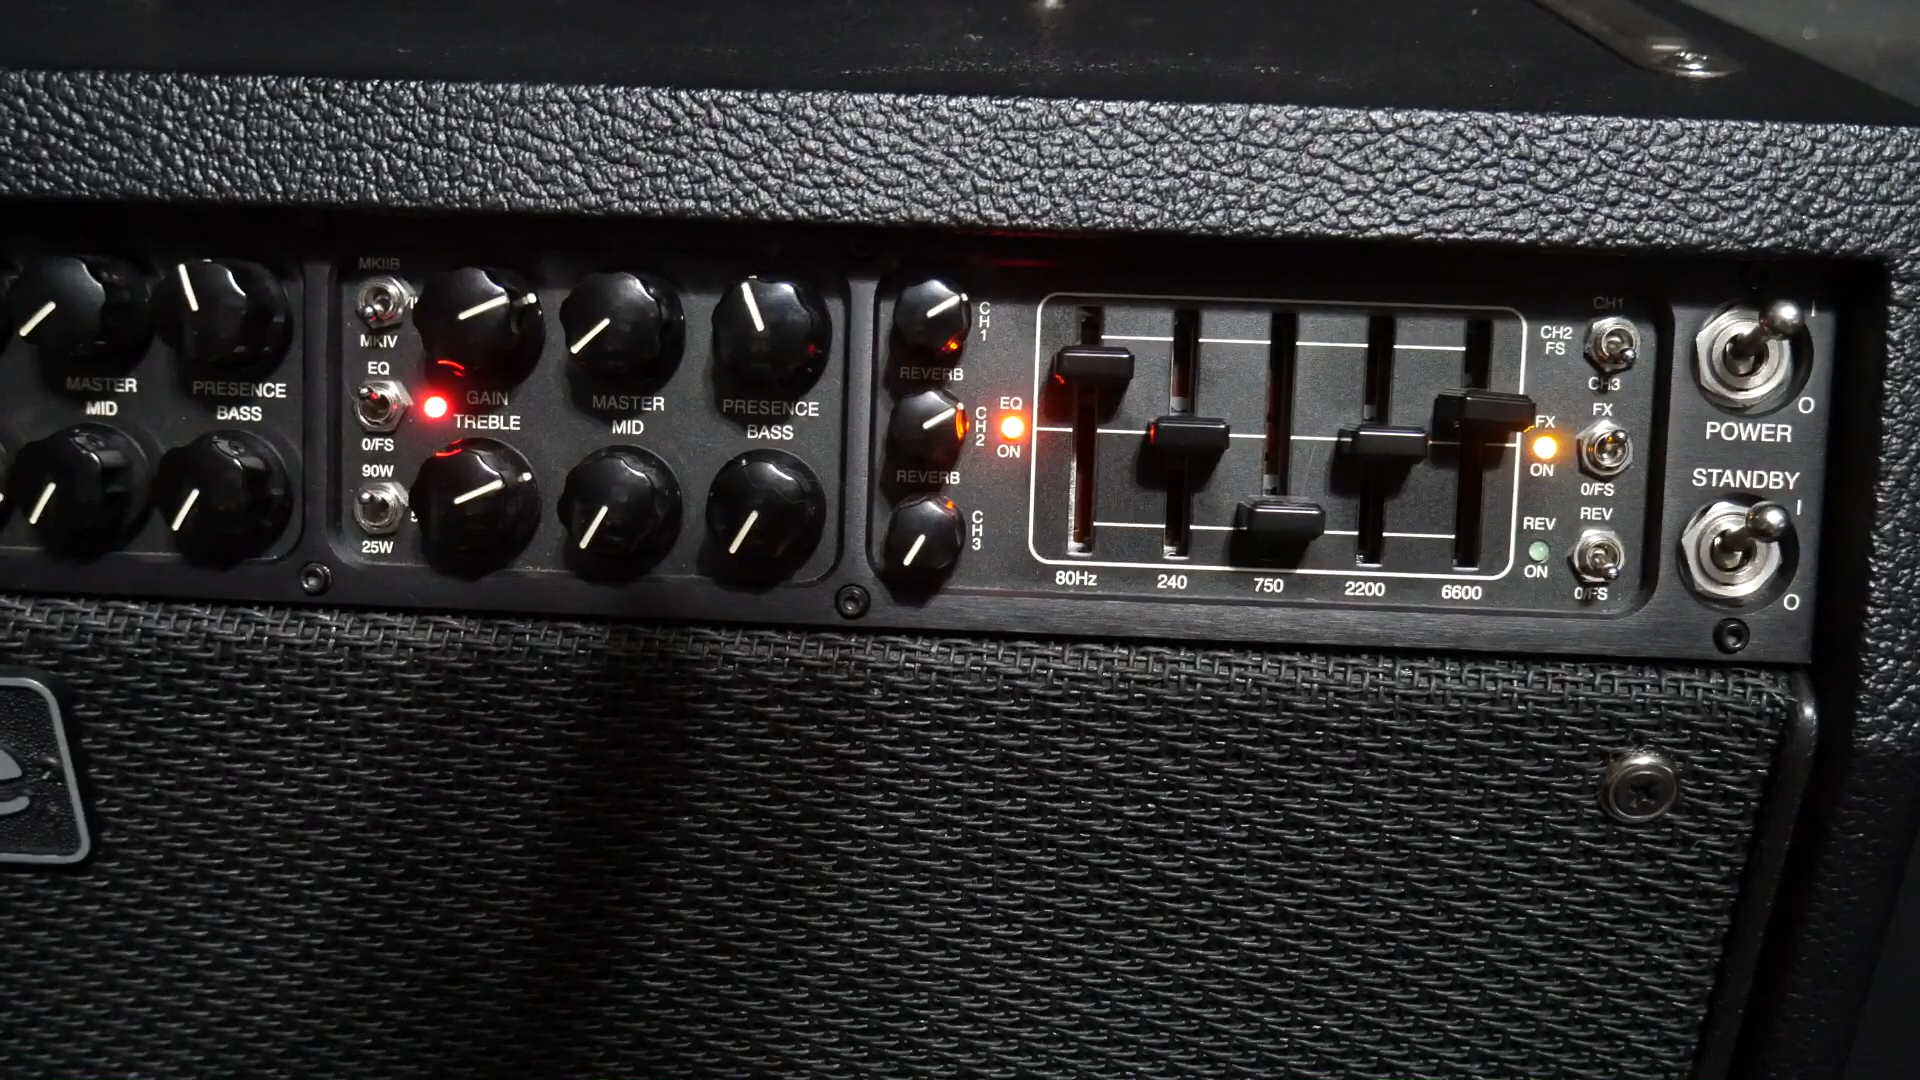 MASTER
MID
PRESENCE
BASS
MKIIB
MKIV
EQ
0/FS
90W
25W
GAIN
TREBLE
MASTER
MID
PRESENCE
BASS
CH1
REVERB
CH2
REVERB
CH3
EQ
ON
80Hz
240
750
2200
6600
CH1
CH2
FS
CH3
FX
ON
FX
0/FS
REV
ON
REV
0/FS
I
O
POWER
STANDBY
I
O